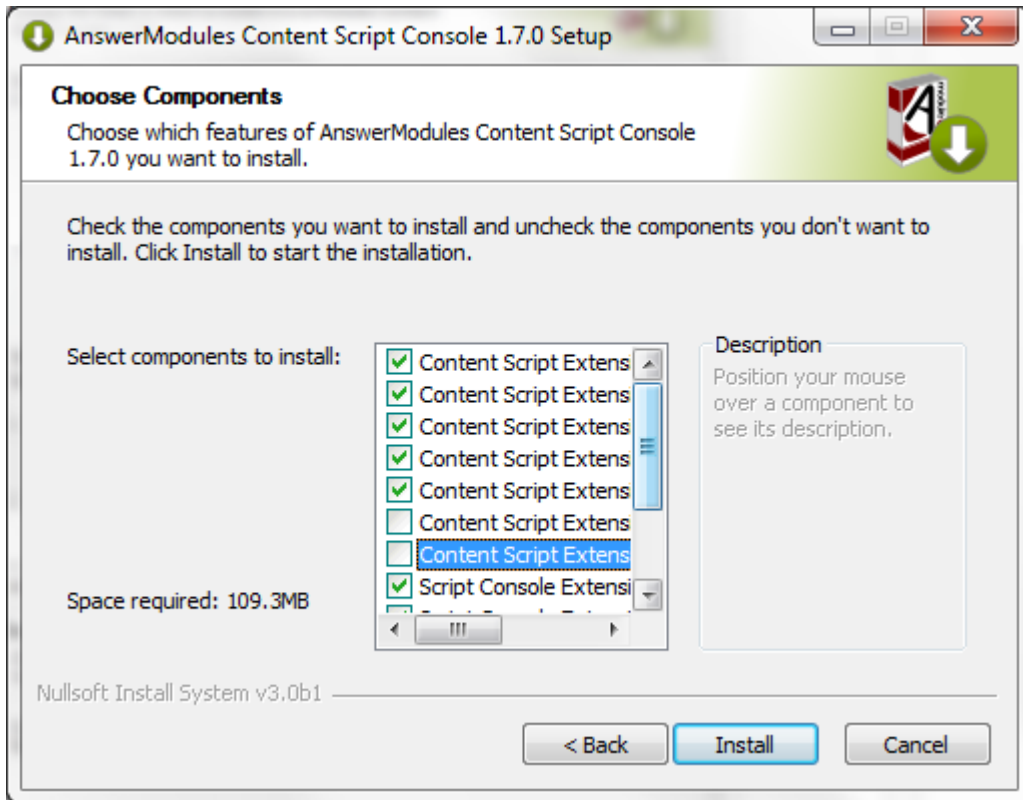 AnswerModules Content Script Console 1.7.0 Setup
Choose Components
Choose which features of AnswerModules Content Script Console
1.7.0 you want to install.
Check the components you want to install and uncheck the components you don't want to
install. Click Install to start the installation.
Select components to install:
Content Script Extens
Content Script Extens
Content Script Extens
Content Script Extens
Content Script Extens
Content Script Extens
Content Script Extens
Script Console Extensi
Description
Position your mouse
over a component to
see its description.
Space required: 109.3MB
Nullsoft Install System v3.0b1
< Back
Install
Cancel